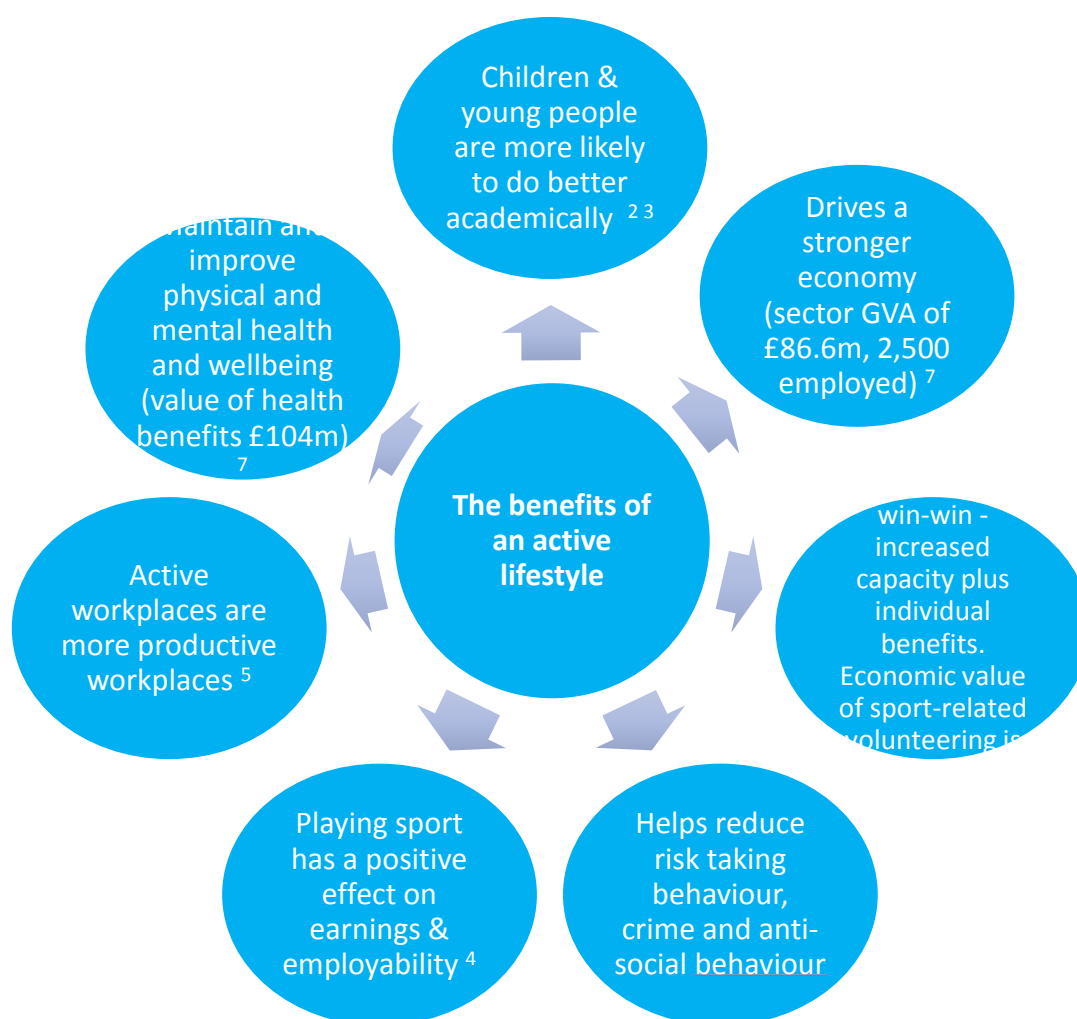 Children &
young people
are more likely
to do better
academically 2 3
Drives a
stronger
economy
(sector GVA of
£86.6m, 2,500
employed) 7
win-win -
increased
capacity plus
individual
benefits.
Economic value
of sport-related
volunteering is
Helps reduce
risk taking
behaviour,
crime and anti-
social behaviour
Playing sport
has a positive
effect on
earnings &
employability 4
Active
workplaces are
more productive
workplaces 5
maintain and
improve
physical and
mental health
and wellbeing
(value of health
benefits £104m)
7
The benefits of
an active
lifestyle